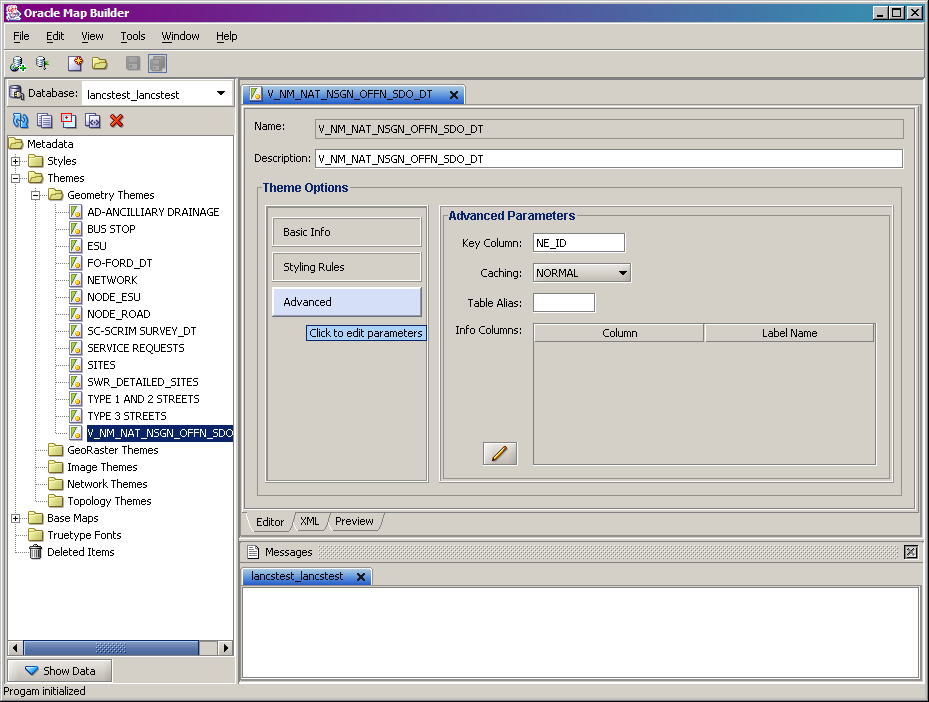 Oracle Map Builder
File Edit View Tools Window Help
Database: lancstest_lancstest
Metadata
Styles
Themes
Geometry Themes
AD-ANCILLIARY DRAINAGE
BUS STOP
ESU
FO-FORD_DT
NETWORK
NODE_ESU
NODE_ROAD
SC-SCRIM SURVEY_DT
SERVICE REQUESTS
SITES
SWR_DETAILED_SITES
TYPE 1 AND 2 STREETS
TYPE 3 STREETS
V_NM_NAT_NSGN_OFFN_SDO
GeoRaster Themes
Image Themes
Network Themes
Topology Themes
Base Maps
Truetype Fonts
Deleted Items
Show Data
V_NM_NAT_NSGN_OFFN_SDO_DT
Name: V_NM_NAT_NSGN_OFFN_SDO_DT
Description: V_NM_NAT_NSGN_OFFN_SDO_DT
Theme Options
Basic Info
Styling Rules
Advanced
Click to edit parameters
Advanced Parameters
Key Column: NE_ID
Caching: NORMAL
Table Alias:
Info Columns: Column Label Name
Editor XML Preview
Messages
lancstest_lancstest
Progam initialized